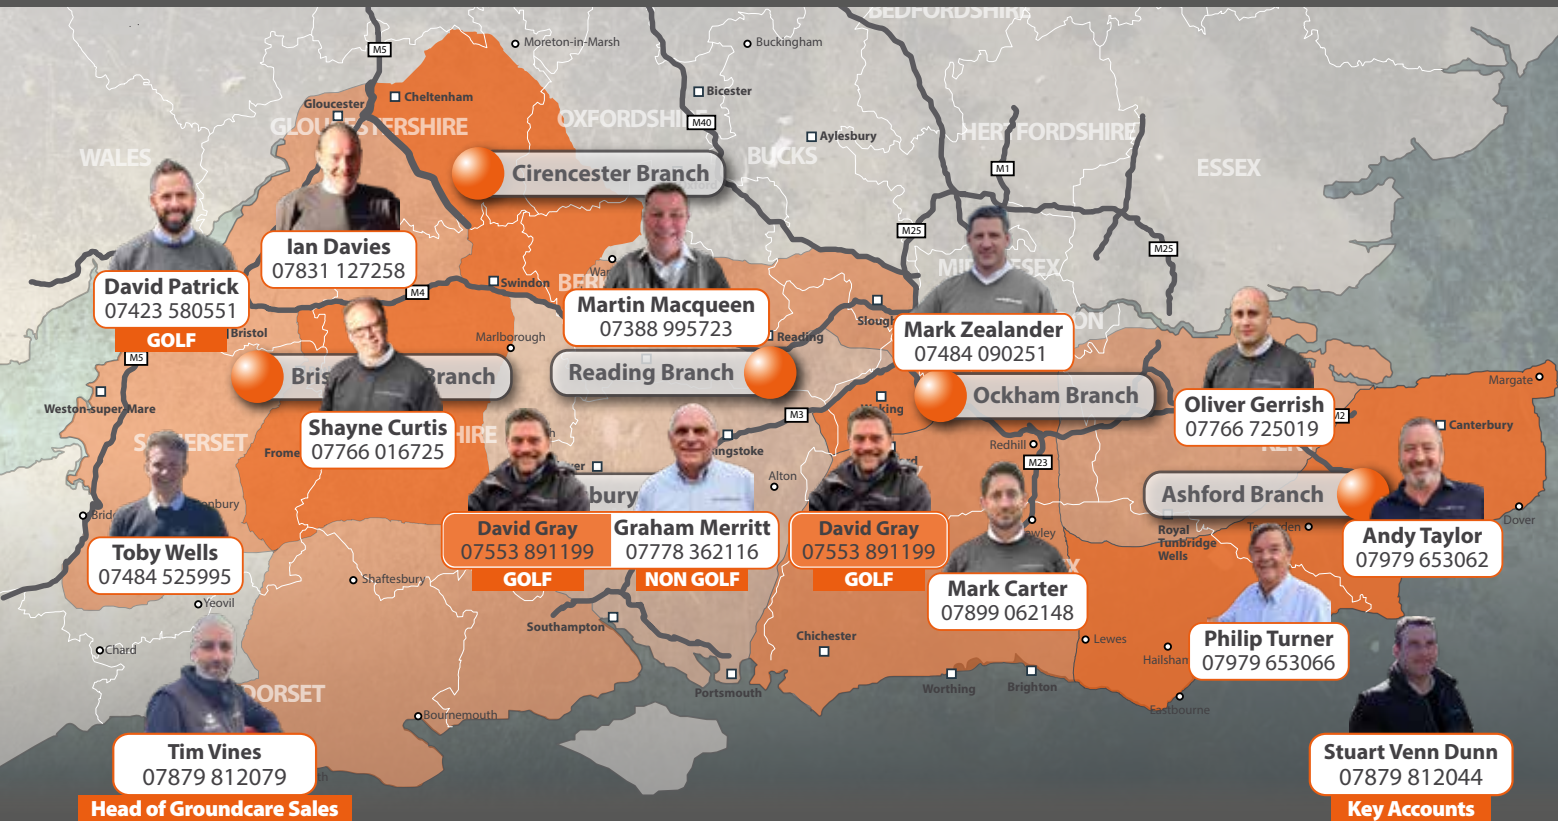 BEDFORDSHIRE
M5
Moreton-in-Marsh
Buckingham
Bicester
Cheltenham
Gloucester
GLOUCESTERSHIRE
OXFORDSHIRE
M40
Aylesbury
HERTFORDSHIRE
WALES
BUCKS
M1
ESSEX
Cirencester Branch
M25
M25
Ian Davies
07831 127258
David Patrick
07423 580551
GOLF
M4
Swindon
Martin Macqueen
07388 995723
Slough
Mark Zealander
07484 090251
Bristol
M5
Marlborough
Reading
Reading Branch
Branch
Weston-super-Mare
Ockham Branch
Margate
M3
Woking
Oliver Gerrish
07766 725019
M2
Canterbury
SOMERSET
Shayne Curtis
07766 016725
Frome
Redhill
M23
Alton
Ashford Branch
David Gray
07553 891199
GOLF
Graham Merritt
07778 362116
NON GOLF
David Gray
07553 891199
GOLF
Royal
Tunbridge
Wells
Dover
Andy Taylor
07979 653062
Toby Wells
07484 525995
Shaftesbury
Yeovil
Mark Carter
07899 062148
Southampton
Chichester
Lewes
Hailsham
Philip Turner
07979 653066
Chard
DORSET
Portsmouth
Worthing
Brighton
Eastbourne
Bournemouth
Tim Vines
07879 812079
Head of Groundcare Sales
Stuart Venn Dunn
07879 812044
Key Accounts